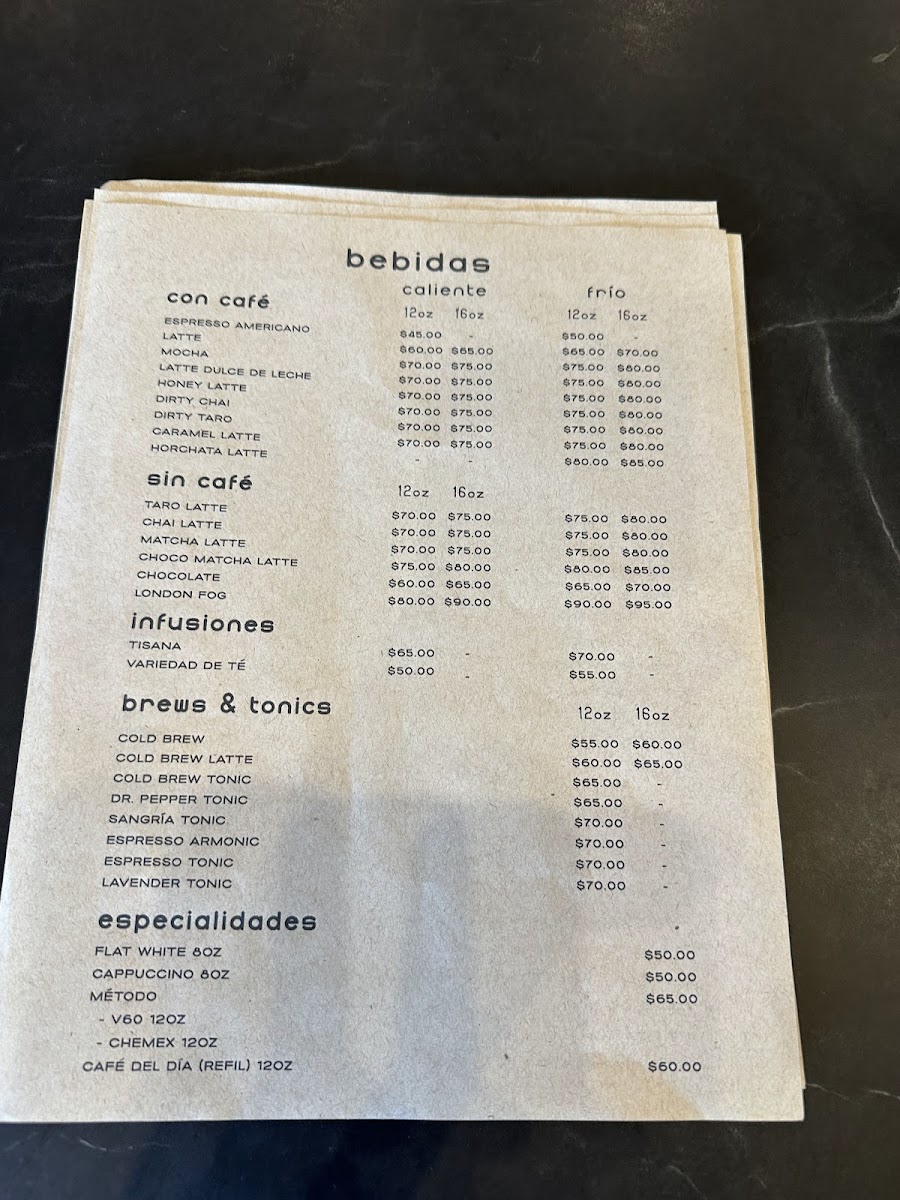 bebidas
con café caliente frío
12oz 16oz 12oz 16oz
ESPRESSO AMERICANO $45.00 - $50.00 -
LATTE $60.00 $65.00 $65.00 $70.00
MOCHA $70.00 $75.00 $75.00 $80.00
LATTE DULCE DE LECHE $70.00 $75.00 $75.00 $80.00
HONEY LATTE $70.00 $75.00 $75.00 $80.00
DIRTY CHAI $70.00 $75.00 $75.00 $80.00
DIRTY TARO $70.00 $75.00 $75.00 $80.00
CARAMEL LATTE $70.00 $75.00 $75.00 $80.00
HORCHATA LATTE - - $80.00 $85.00
sin café 12oz 16oz
TARO LATTE $70.00 $75.00 $75.00 $80.00
CHAI LATTE $70.00 $75.00 $75.00 $80.00
MATCHA LATTE $70.00 $75.00 $75.00 $80.00
CHOCO MATCHA LATTE $75.00 $80.00 $80.00 $85.00
CHOCOLATE $60.00 $65.00 $65.00 $70.00
LONDON FOG $80.00 $90.00 $90.00 $95.00
infusiones
TISANA $65.00 - $70.00 -
VARIEDAD DE TÉ $50.00 - $55.00 -
brews & tonics 12oz 16oz
COLD BREW $55.00 $60.00
COLD BREW LATTE $60.00 $65.00
COLD BREW TONIC $65.00 -
DR. PEPPER TONIC $65.00 -
SANGRÍA TONIC $70.00 -
ESPRESSO ARMONIC $70.00 -
ESPRESSO TONIC $70.00 -
LAVENDER TONIC $70.00 -
especialidades
FLAT WHITE 8OZ $50.00
CAPPUCCINO 8OZ $50.00
MÉTODO $65.00
- V60 12OZ
- CHEMEX 12OZ
CAFÉ DEL DÍA (REFIL) 12OZ $60.00